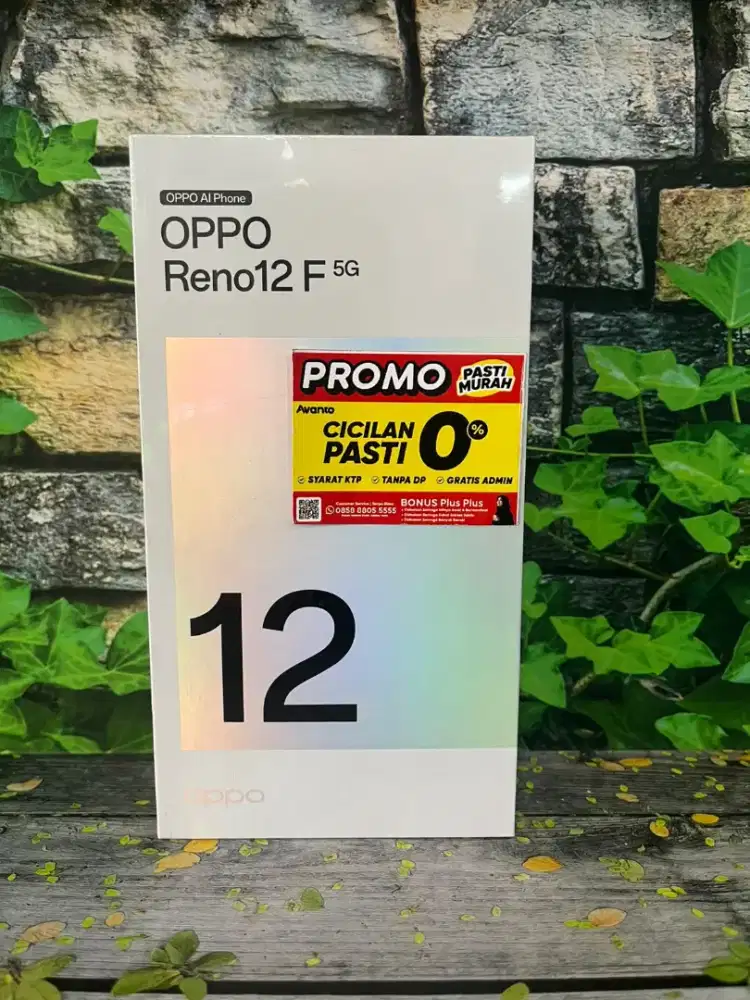 OPPO AI Phone
OPPO
Reno12 F 5G
PROMO
PASTI
MURAH
Avanto
CICILAN
PASTI
0%
SYARAT KTP
TANPA DP
GRATIS ADMIN
0858 0805 5555
BONUS Plus Plus
12
oppo